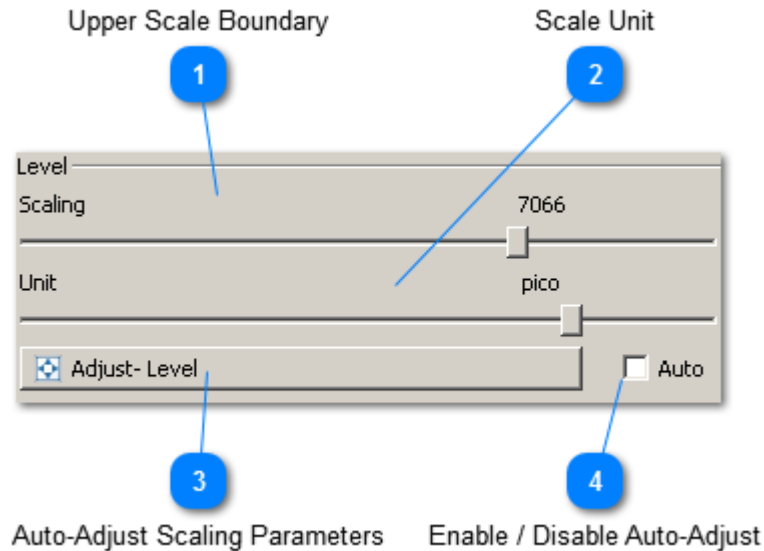 Upper Scale Boundary Scale Unit
1 2
Level
Scaling 7066
Unit pico
Adjust- Level Auto
3 4
Auto-Adjust Scaling Parameters Enable / Disable Auto-Adjust